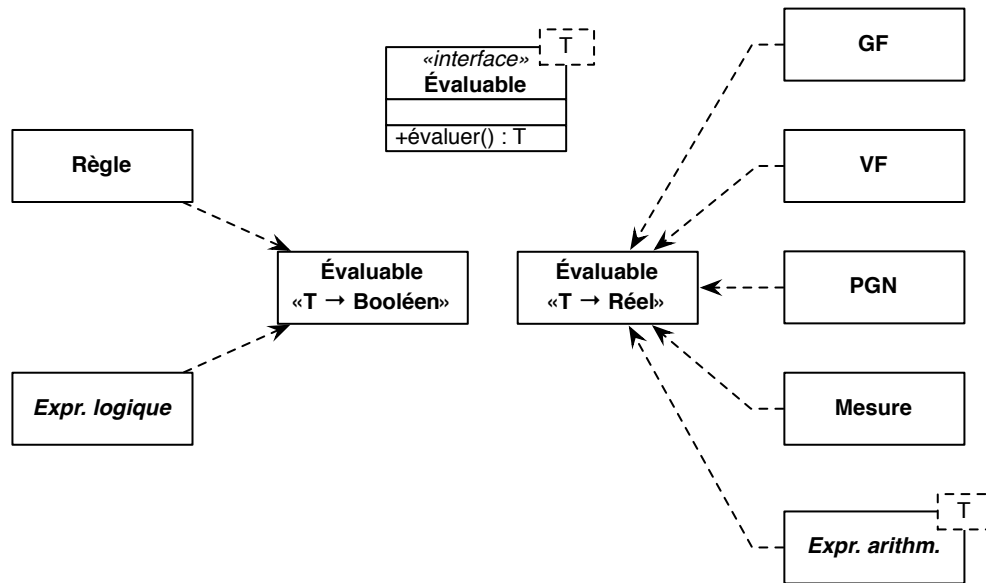 T
«interface»
Évaluable
+évaluer() : T
GF
Règle
VF
Évaluable
«T → Booléen»
Évaluable
«T → Réel»
PGN
Expr. logique
Mesure
T
Expr. arithm.